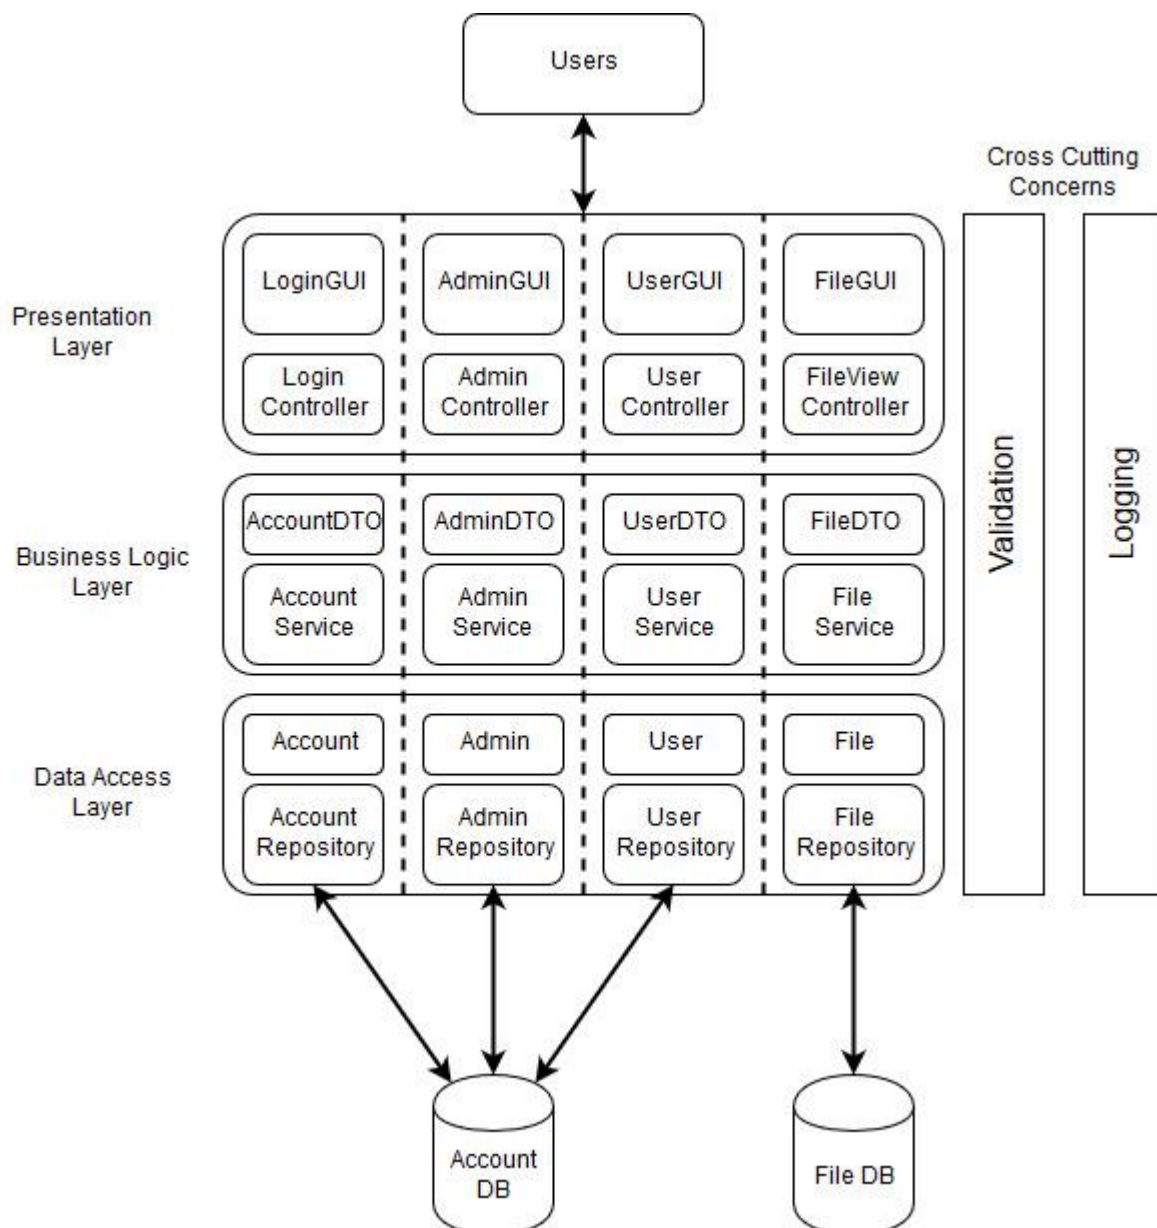 Users
Cross Cutting
Concerns
Presentation
Layer
LoginGUI
AdminGUI
UserGUI
FileGUI
Login
Controller
Admin
Controller
User
Controller
FileView
Controller
Business Logic
Layer
AccountDTO
AdminDTO
UserDTO
FileDTO
Account
Service
Admin
Service
User
Service
File
Service
Data Access
Layer
Account
Admin
User
File
Account
Repository
Admin
Repository
User
Repository
File
Repository
Validation
Logging
Account
DB
File DB